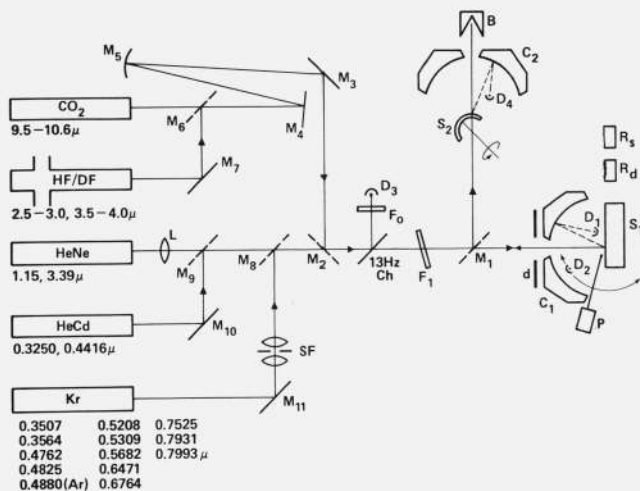 B
M5
C2
M3
CO2
D4
M6
M4
S2
9.5–10.6μ
RS
M7
HF/DF
D3
Rd
2.5–3.0, 3.5–4.0μ
F0
D1
S1
L
HeNe
M9
M8
M2
13Hz
Ch
F1
M1
D2
1.15, 3.39μ
d
C1
HeCd
M10
P
0.3250, 0.4416μ
SF
Kr
M11
0.3507 0.5208 0.7525
0.3564 0.5309 0.7931
0.4762 0.5682 0.7993 μ
0.4825 0.6471
0.4880(Ar) 0.6764